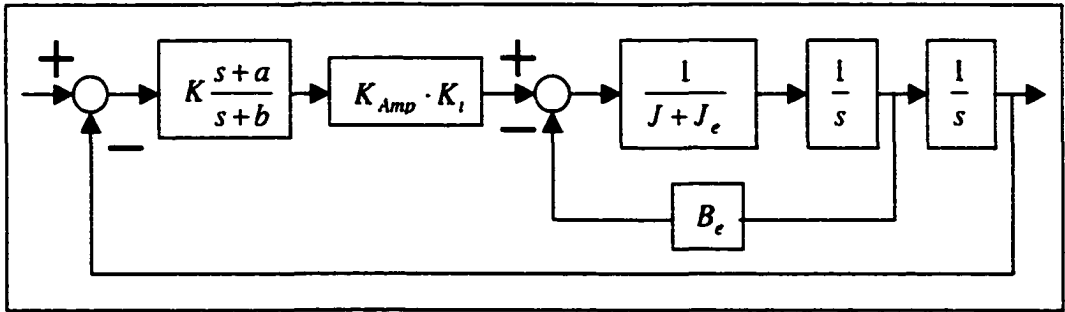 +
−
K (s + a)/(s + b)
K_Amp · K_t
+
−
1/(J + J_e)
1/s
1/s
B_e